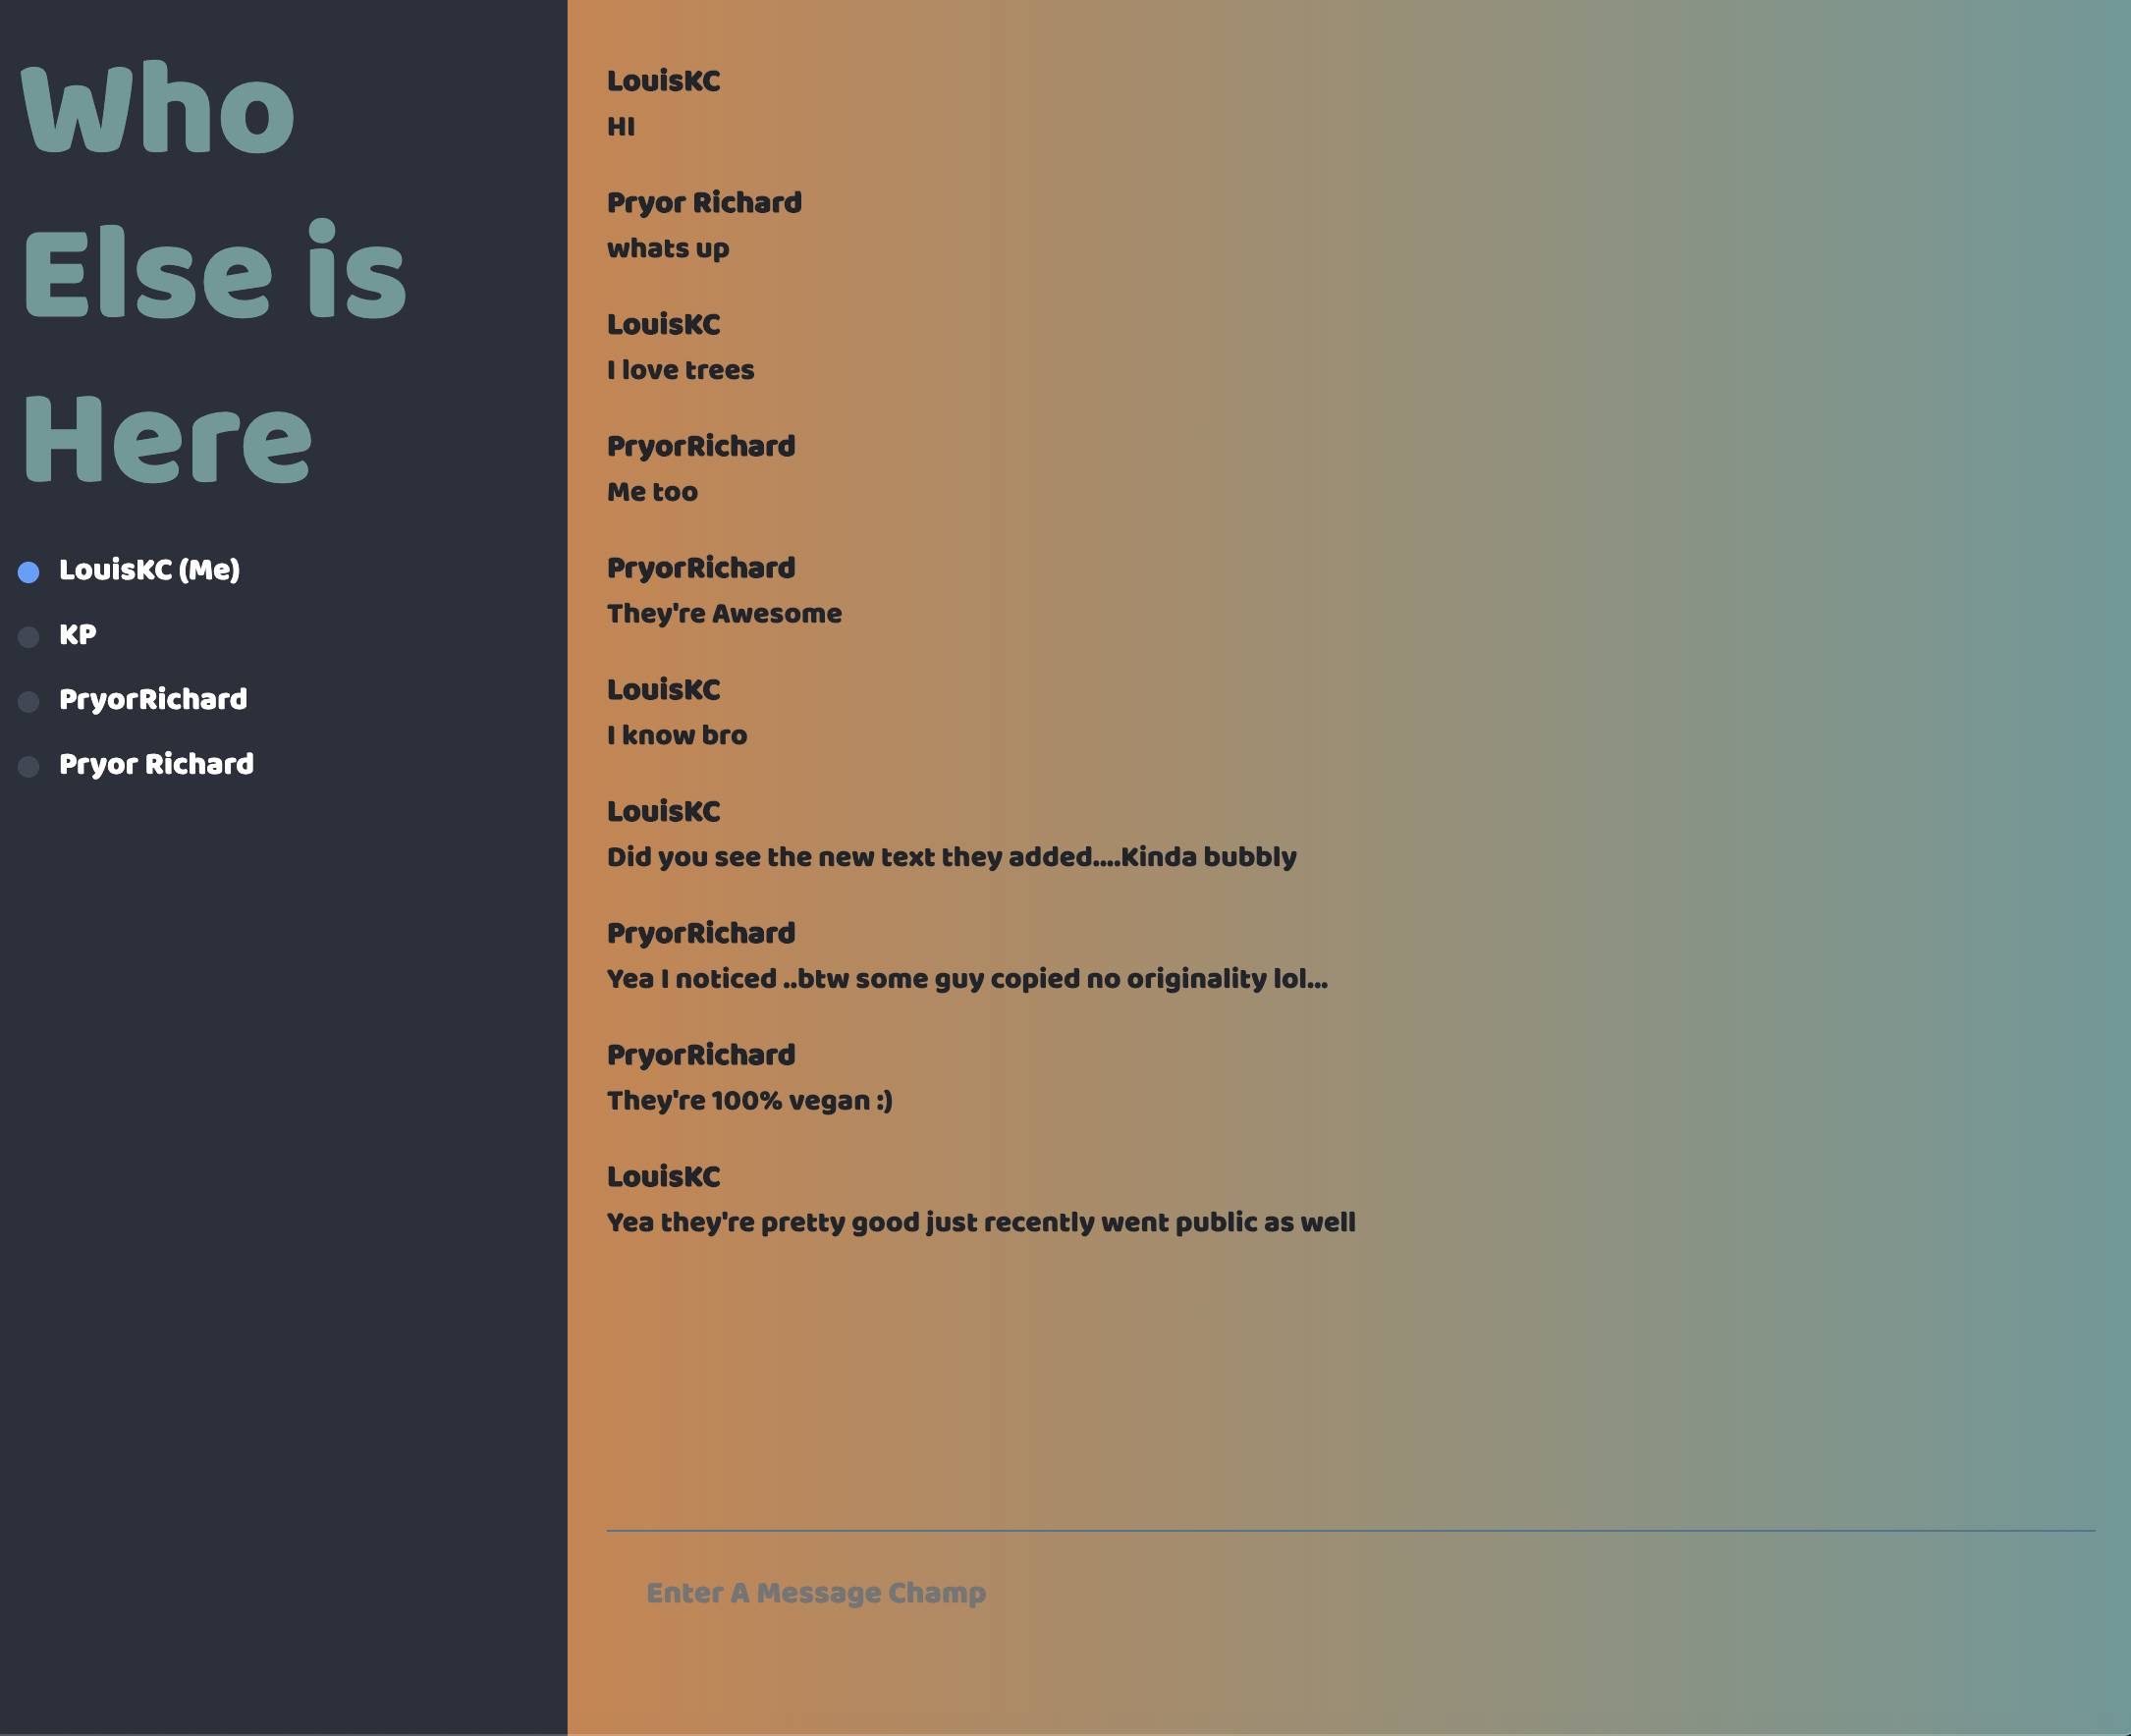 Who
Else is
Here
LouisKC (Me)
KP
PryorRichard
Pryor Richard
LouisKC
HI
Pryor Richard
whats up
LouisKC
I love trees
PryorRichard
Me too
PryorRichard
They're Awesome
LouisKC
I know bro
LouisKC
Did you see the new text they added....Kinda bubbly
PryorRichard
Yea I noticed ..btw some guy copied no originality lol...
PryorRichard
They're 100% vegan :)
LouisKC
Yea they're pretty good just recently went public as well
Enter A Message Champ